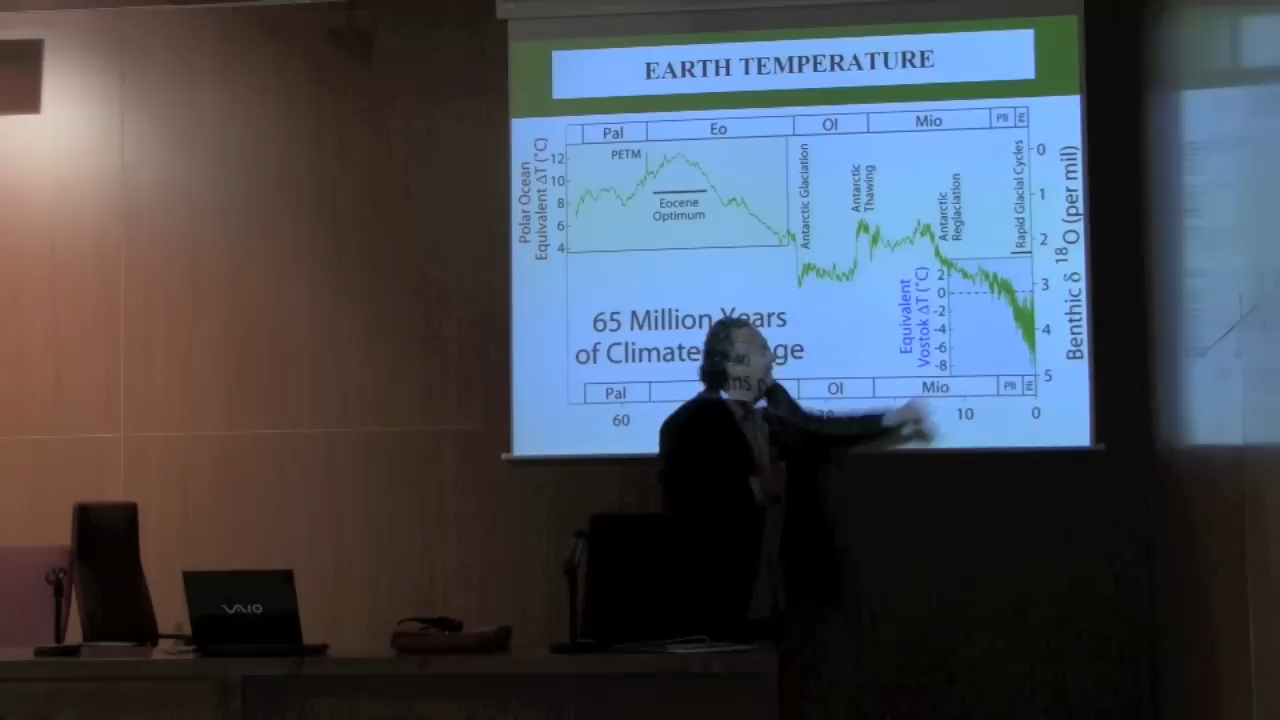 EARTH TEMPERATURE
Pal Eo Ol Mio Pli Plt
Polar Ocean
Equivalent ΔT (°C)
12
10
8
6
4
PETM
Eocene
Optimum
Antarctic Glaciation
Antarctic
Thawing
Antarctic
Reglaciation
Rapid Glacial Cycles
0
1
2
3
4
5
Benthic δ 18O (per mil)
Equivalent
Vostok ΔT (°C)
2
0
-2
-4
-6
-8
65 Million Years
of Climate
Pal Ol Mio Pli Plt
60 10 0
VAIO